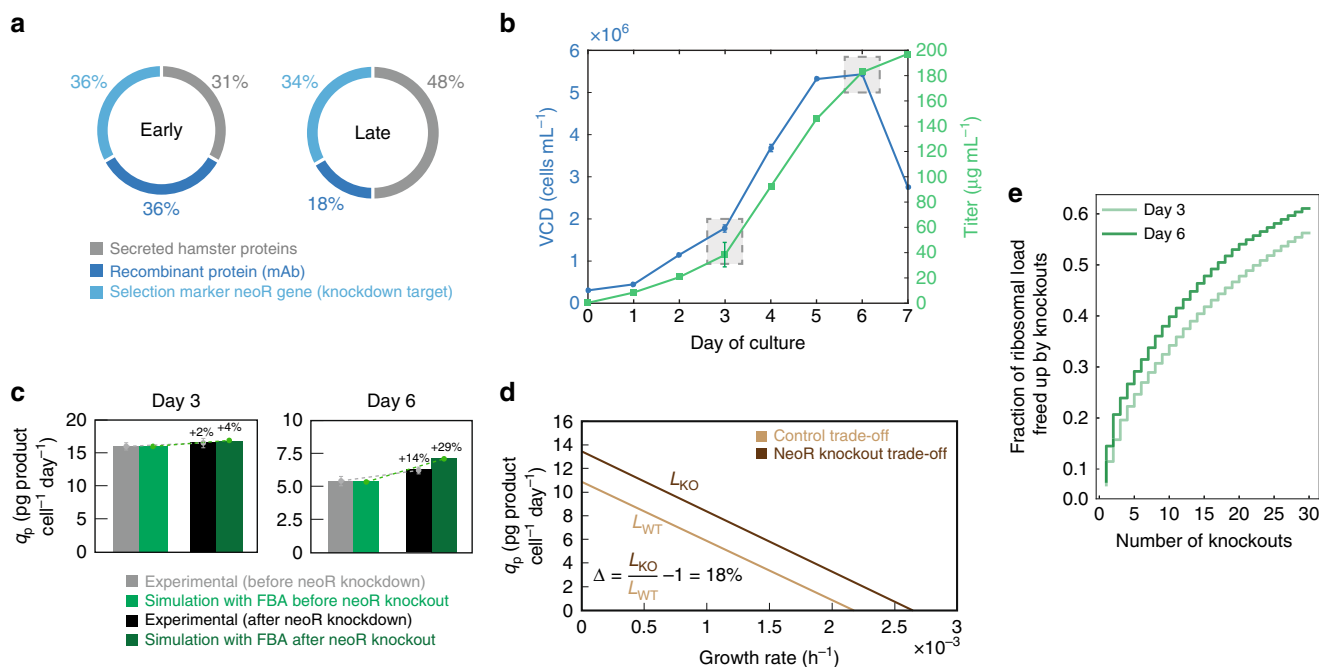 a
36%
31%
Early
36%
34%
48%
Late
18%
Secreted hamster proteins
Recombinant protein (mAb)
Selection marker neoR gene (knockdown target)
b
×10⁶
6
5
4
3
2
1
0
VCD (cells mL⁻¹)
200
180
160
140
120
100
80
60
40
20
0
Titer (µg mL⁻¹)
0 1 2 3 4 5 6 7
Day of culture
c
Day 3
20
15
10
5
0
+2%
+4%
qₚ (pg product
cell⁻¹ day⁻¹)
Day 6
10
7.5
5.0
2.5
0
+14%
+29%
Experimental (before neoR knockdown)
Simulation with FBA before neoR knockout
Experimental (after neoR knockdown)
Simulation with FBA after neoR knockout
d
16
14
12
10
8
6
4
2
0
qₚ (pg product
cell⁻¹ day⁻¹)
Control trade-off
NeoR knockout trade-off
L_KO
L_WT
Δ = L_KO / L_WT −1 = 18%
0 0.5 1 1.5 2 2.5 3
×10⁻³
Growth rate (h⁻¹)
e
Day 3
Day 6
0.6
0.5
0.4
0.3
0.2
0.1
0.0
Fraction of ribosomal load
freed up by knockouts
0 5 10 15 20 25 30
Number of knockouts